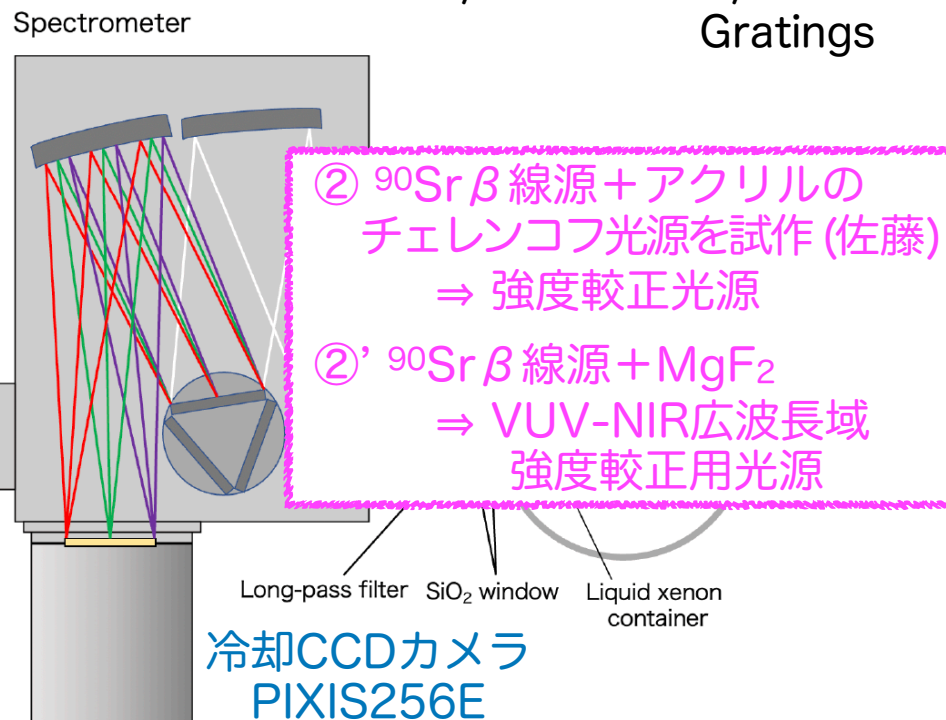 Spectrometer
Gratings
② ⁹⁰Srβ線源＋アクリルの
チェレンコフ光源を試作 (佐藤)
⇒ 強度較正光源
②’ ⁹⁰Srβ線源＋MgF₂
⇒ VUV-NIR広波長域
強度較正用光源
Long-pass filter SiO₂ window Liquid xenon
container
冷却CCDカメラ
PIXIS256E